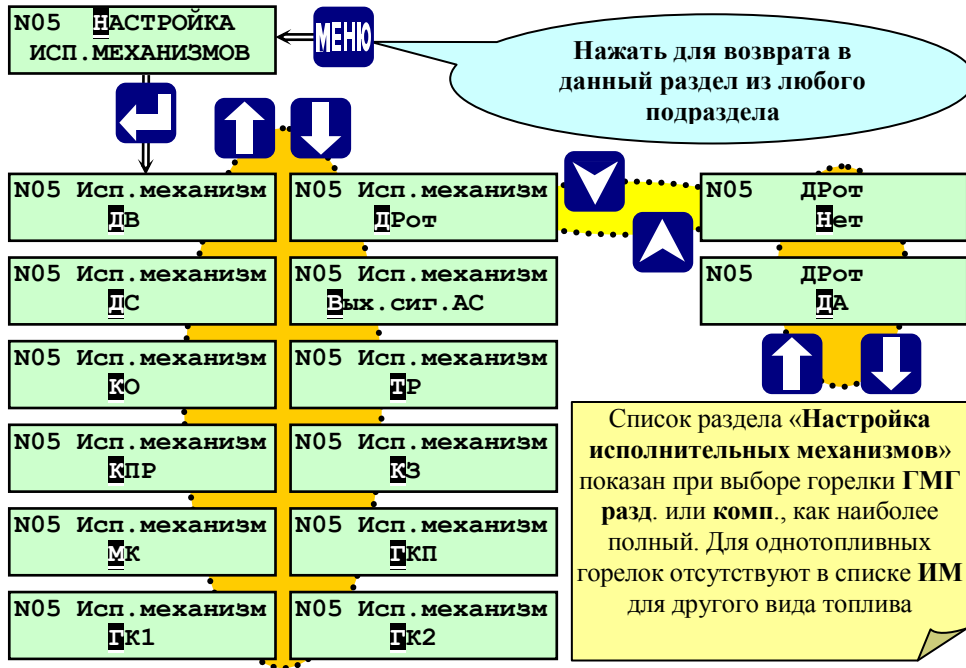 N05 НАСТРОЙКА
ИСП.МЕХАНИЗМОВ
МЕНЮ
Нажать для возврата в
данный раздел из любого
подраздела
N05 Исп.механизм
ДВ
N05 Исп.механизм
ДС
N05 Исп.механизм
КО
N05 Исп.механизм
КПР
N05 Исп.механизм
МК
N05 Исп.механизм
ГК1
N05 Исп.механизм
ДРот
N05 Исп.механизм
Вых.сиг.АС
N05 Исп.механизм
ТР
N05 Исп.механизм
КЗ
N05 Исп.механизм
ГКП
N05 Исп.механизм
ГК2
N05 ДРот
Нет
N05 ДРот
ДА
Список раздела «Настройка
исполнительных механизмов»
показан при выборе горелки ГМГ
разд. или комп., как наиболее
полный. Для однотопливных
горелок отсутствуют в списке ИМ
для другого вида топлива